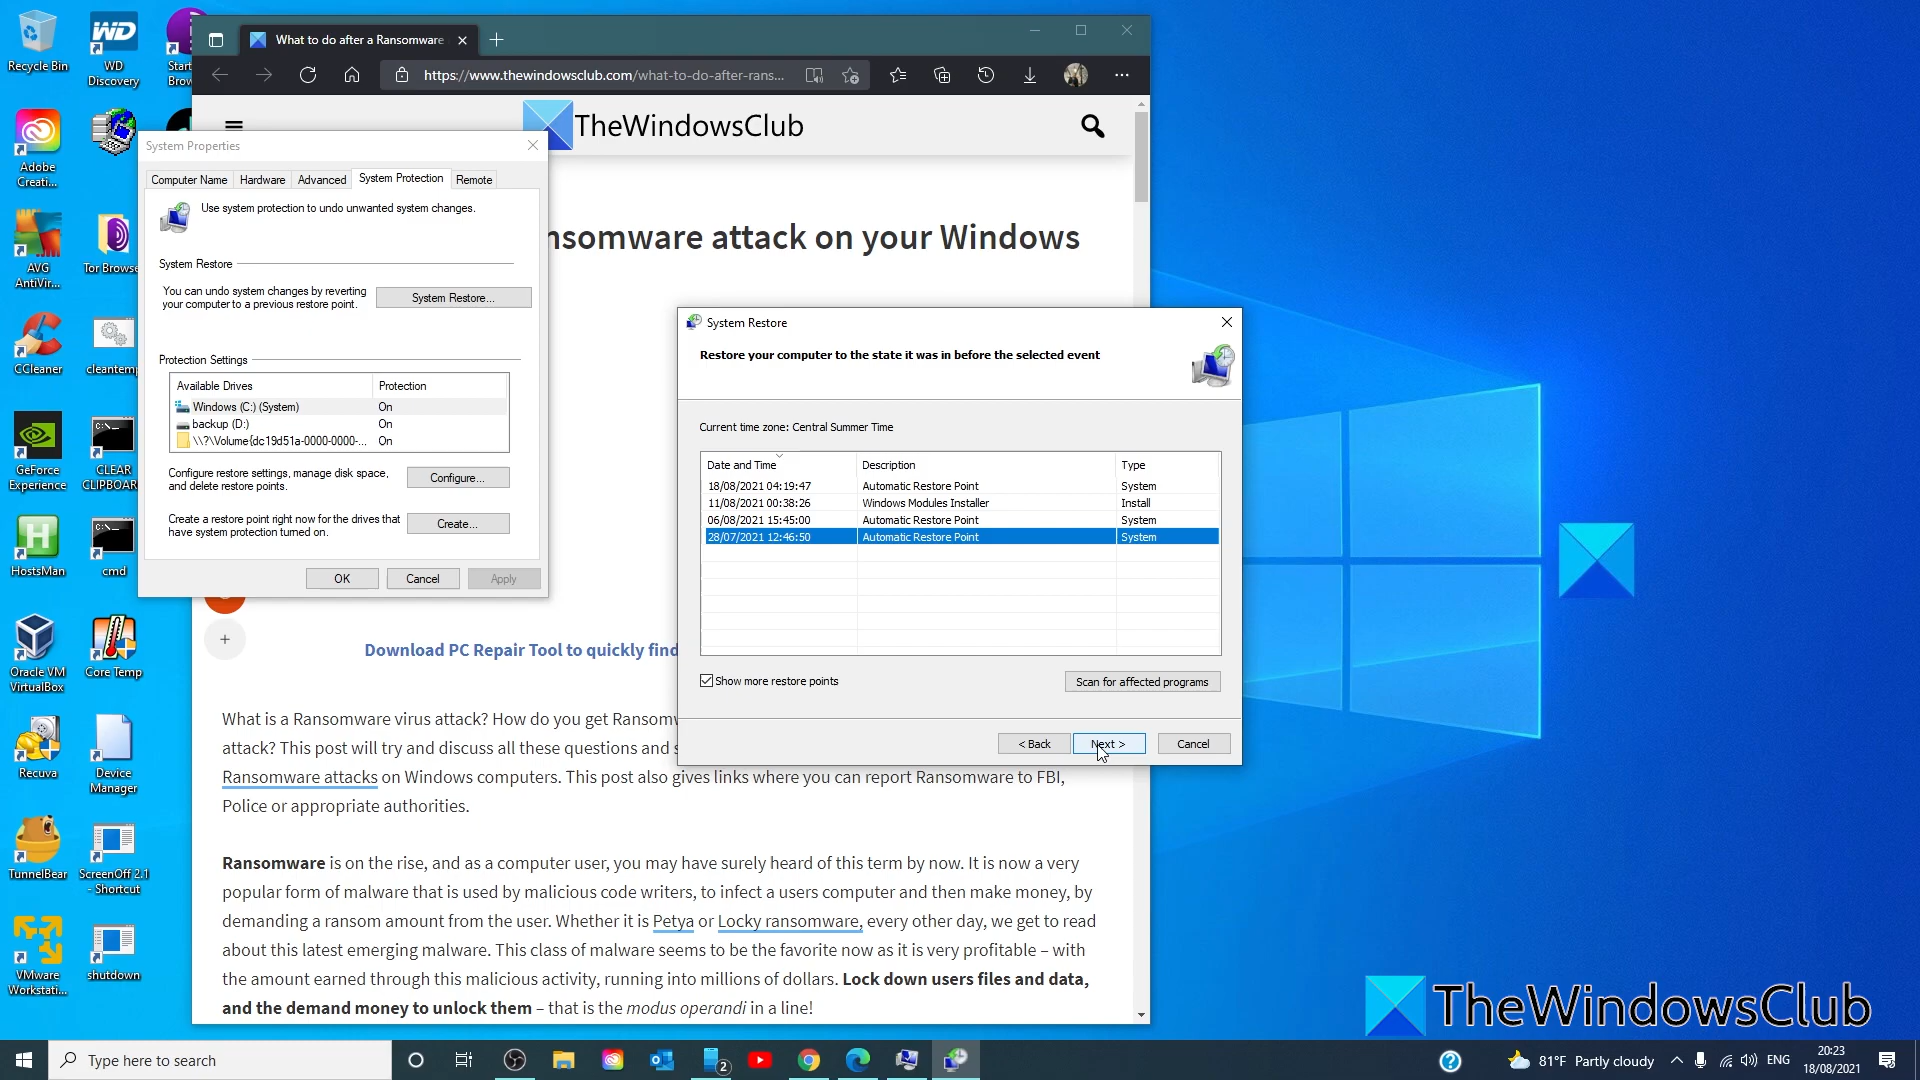 Recycle Bin
WD
Discovery
Adobe
Creati...
AVG
AntiVir...
CCleaner
GeForce
Experience
HostsMan
Oracle VM
VirtualBox
Recuva
TunnelBear
VMware
Workstati...
Tor Browse
cleantemp
CLEAR
CLIPBOAR
cmd
Core Temp
Device
Manager
ScreenOff 2.1
- Shortcut
shutdown
What to do after a Ransomware
https://www.thewindowsclub.com/what-to-do-after-rans...
TheWindowsClub
nsomware attack on your Windows
System Properties
Computer Name Hardware Advanced System Protection Remote
Use system protection to undo unwanted system changes.
System Restore
You can undo system changes by reverting
your computer to a previous restore point.
System Restore...
Protection Settings
Available Drives Protection
Windows (C:) (System) On
backup (D:) On
\\?\Volume{dc19d51a-0000-0000-... On
Configure restore settings, manage disk space,
and delete restore points.
Configure...
Create a restore point right now for the drives that
have system protection turned on.
Create...
OK Cancel Apply
System Restore
Restore your computer to the state it was in before the selected event
Current time zone: Central Summer Time
Date and Time Description Type
18/08/2021 04:19:47 Automatic Restore Point System
11/08/2021 00:38:26 Windows Modules Installer Install
06/08/2021 15:45:00 Automatic Restore Point System
28/07/2021 12:46:50 Automatic Restore Point System
Show more restore points
Scan for affected programs
< Back Next > Cancel
Download PC Repair Tool to quickly find
What is a Ransomware virus attack? How do you get Ransomw
attack? This post will try and discuss all these questions and s
Ransomware attacks on Windows computers. This post also gives links where you can report Ransomware to FBI,
Police or appropriate authorities.
Ransomware is on the rise, and as a computer user, you may have surely heard of this term by now. It is now a very
popular form of malware that is used by malicious code writers, to infect a users computer and then make money, by
demanding a ransom amount from the user. Whether it is Petya or Locky ransomware, every other day, we get to read
about this latest emerging malware. This class of malware seems to be the favorite now as it is very profitable – with
the amount earned through this malicious activity, running into millions of dollars. Lock down users files and data,
and the demand money to unlock them – that is the modus operandi in a line!
TheWindowsClub
Type here to search
2
81°F Partly cloudy
ENG
20:23
18/08/2021